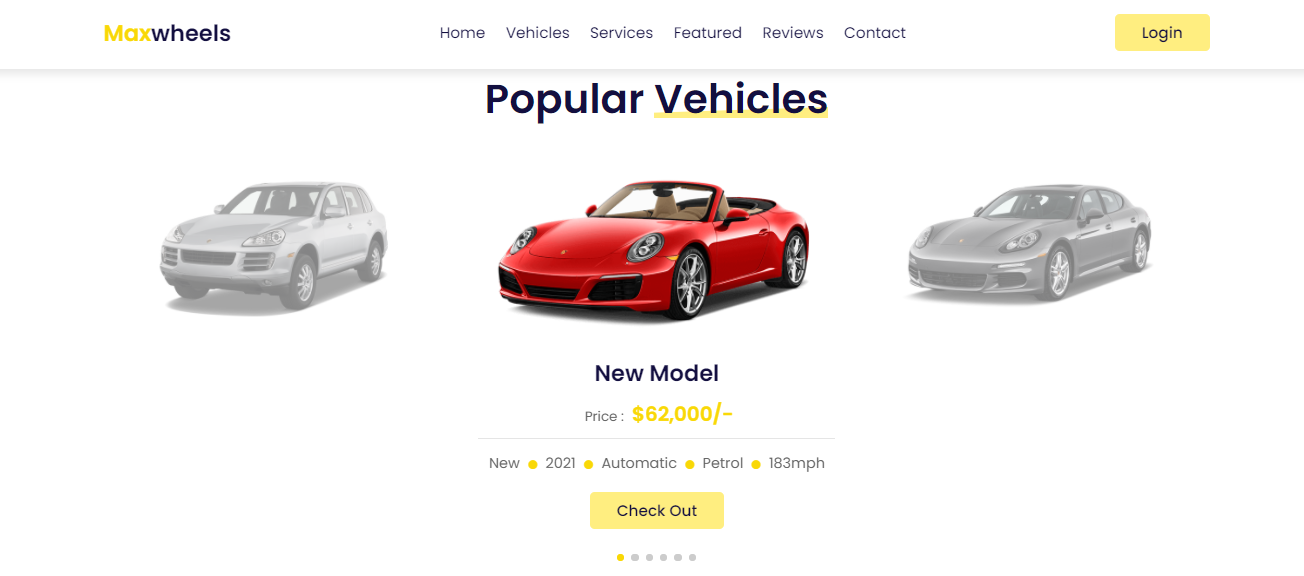 Maxwheels Home Vehicles Services Featured Reviews Contact Login
Popular Vehicles
New Model
Price : $62,000/-
New 2021 Automatic Petrol 183mph
Check Out